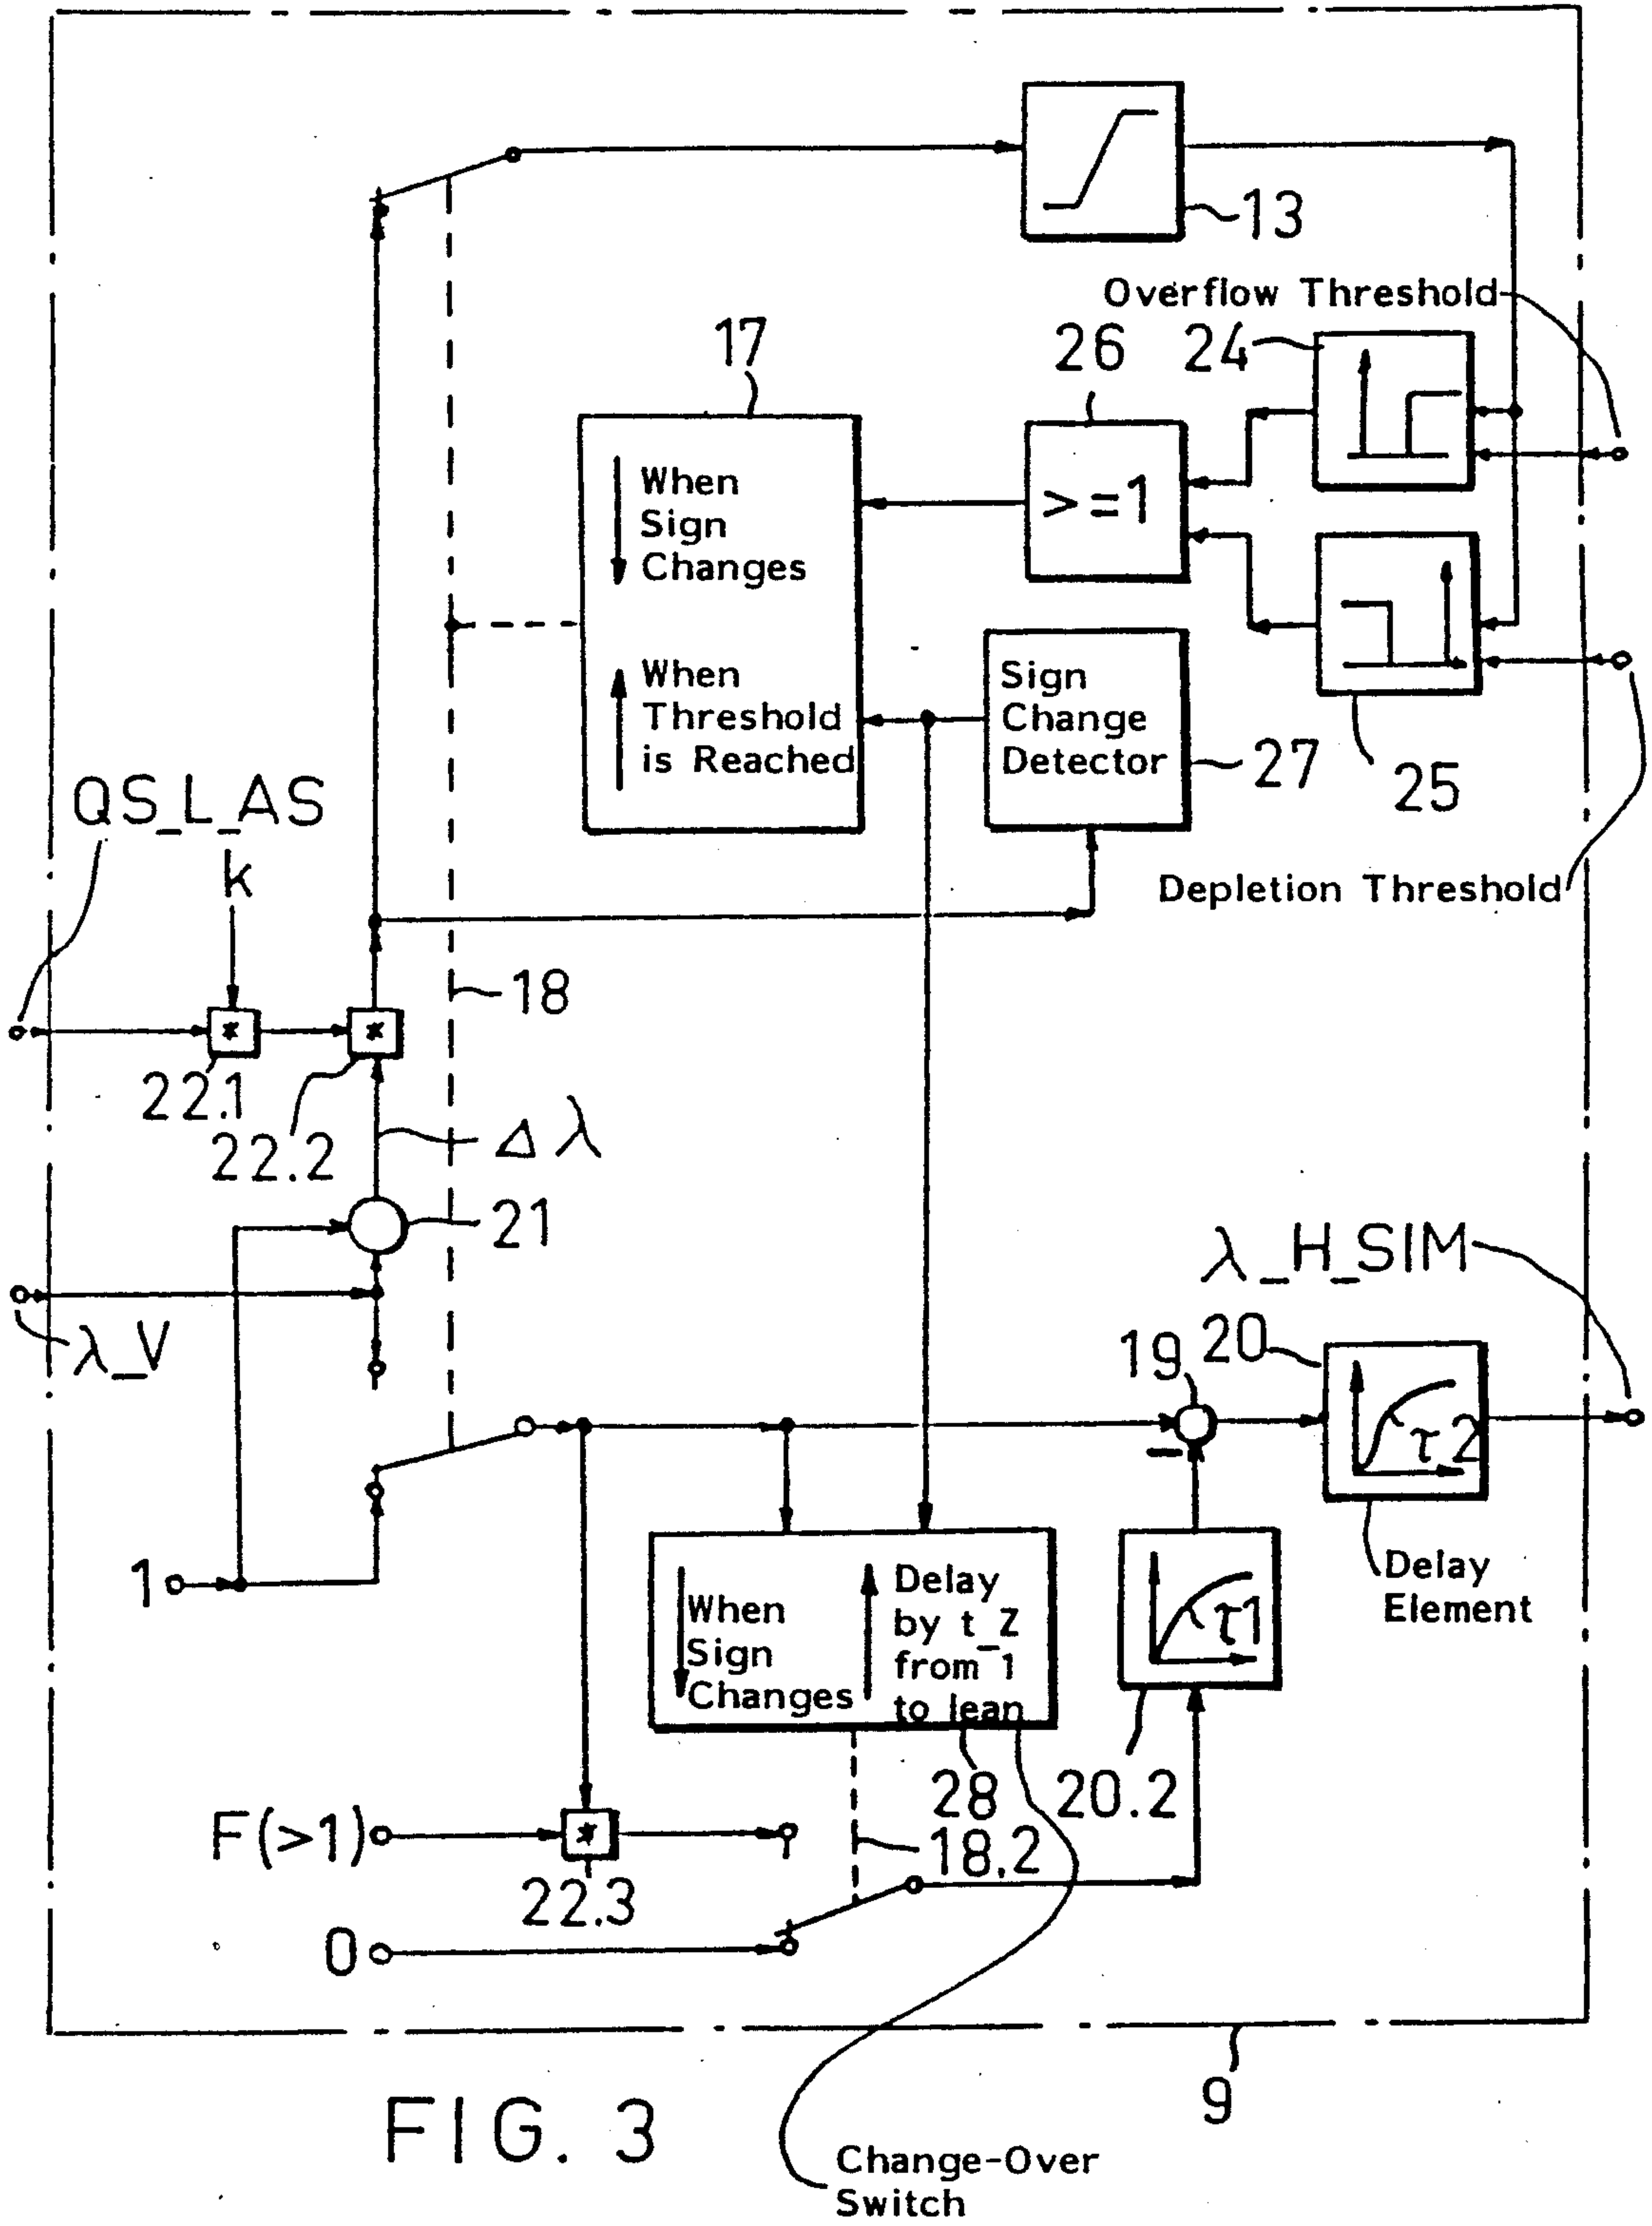 13
Overflow Threshold
17
26
24
When
Sign
Changes
>=1
When
Threshold
is Reached
Sign
Change
Detector
27
25
QS_L_AS
k
Depletion Threshold
18
*
*
22.1
22.2
Δ λ
21
λ_H_SIM
λ_V
19
20
τ2
−
1
Delay
Element
When
Sign
Changes
Delay
by t_Z
from 1
to lean
τ1
28
20.2
F(>1)
*
18.2
22.3
0
9
FIG. 3
Change-Over
Switch